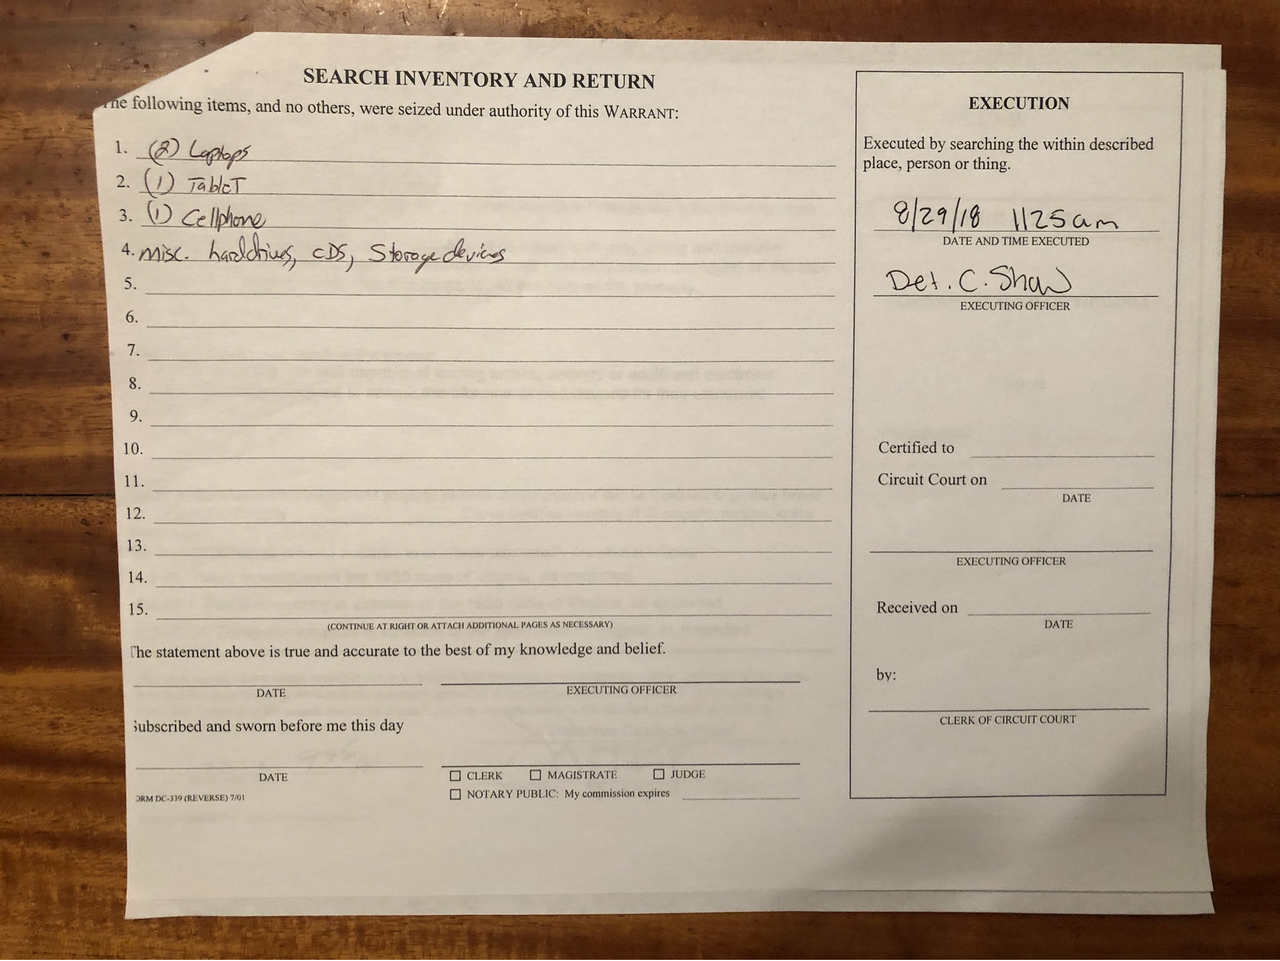 SEARCH INVENTORY AND RETURN
The following items, and no others, were seized under authority of this WARRANT:
1. (2) Laptops
2. (1) TableT
3. (1) Cellphone
4. misc. harddrives, CDS, Storage devices
5.
6.
7.
8.
9.
10.
11.
12.
13.
14.
15.
(CONTINUE AT RIGHT OR ATTACH ADDITIONAL PAGES AS NECESSARY)
The statement above is true and accurate to the best of my knowledge and belief.
DATE EXECUTING OFFICER
Subscribed and sworn before me this day
DATE
☐ CLERK ☐ MAGISTRATE ☐ JUDGE
☐ NOTARY PUBLIC: My commission expires
ORM DC-339 (REVERSE) 7/01
EXECUTION
Executed by searching the within described
place, person or thing.
8/29/18 1125am
DATE AND TIME EXECUTED
Det. C. Shaw
EXECUTING OFFICER
Certified to
Circuit Court on
DATE
EXECUTING OFFICER
Received on
DATE
by:
CLERK OF CIRCUIT COURT